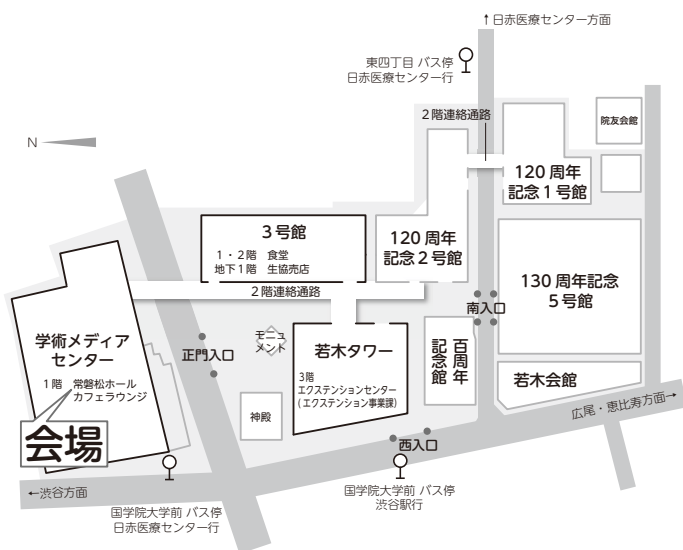 ↑日赤医療センター方面
東四丁目 バス停
日赤医療センター行
２階連絡通路
院友会館
N
120 周年
記念１号館
３号館
１・２階　食堂
地下１階　生協売店
120 周年
記念２号館
130 周年記念
５号館
２階連絡通路
南入口
学術メディア
センター
１階　常磐松ホール
カフェラウンジ
会場
正門入口
モニュ
メント
若木タワー
3階
エクステンションセンター
(エクステンション事業課)
百周年
記念館
若木会館
神殿
広尾・恵比寿方面→
西入口
←渋谷方面
国学院大学前 バス停
日赤医療センター行
国学院大学前 バス停
渋谷駅行